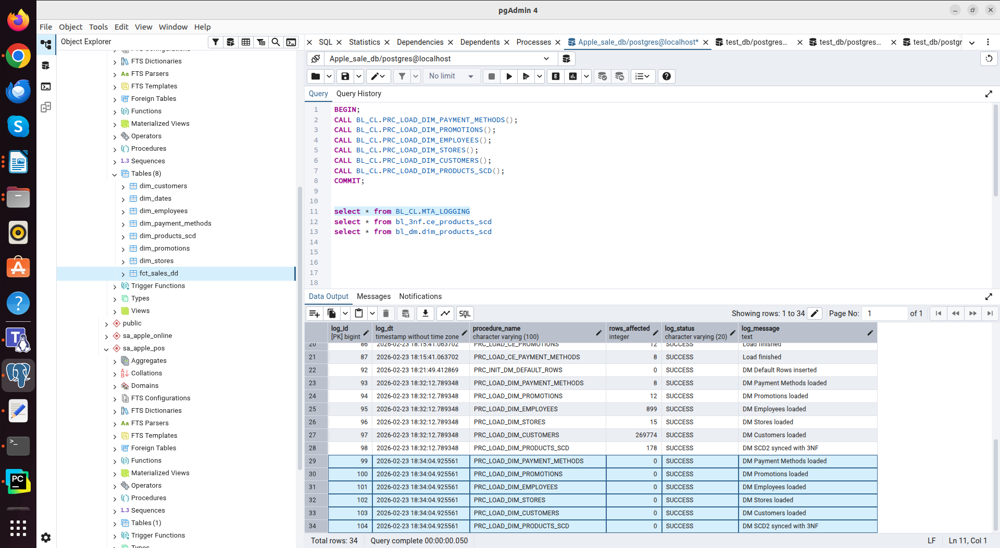 pgAdmin 4
File Object Tools Edit View Window Help
Object Explorer
SQL Statistics Dependencies Dependents Processes Apple_sale_db/postgres@localhost* test_db/postgres... test_db/postgres... test_db/postgr
FTS Configurations
FTS Dictionaries
Aa FTS Parsers
FTS Templates
Foreign Tables
Functions
Materialized Views
Operators
Procedures
1.3 Sequences
Tables (8)
dim_customers
dim_dates
dim_employees
dim_payment_methods
dim_products_scd
dim_promotions
dim_stores
fct_sales_dd
Trigger Functions
Types
Views
public
sa_apple_online
sa_apple_pos
Aggregates
Collations
Domains
FTS Configurations
FTS Dictionaries
Aa FTS Parsers
FTS Templates
Foreign Tables
Functions
Materialized Views
Operators
Procedures
1.3 Sequences
Tables (1)
Trigger Functions
Types
Apple_sale_db/postgres@localhost
No limit
E
Query Query History
1 BEGIN;
2 CALL BL_CL.PRC_LOAD_DIM_PAYMENT_METHODS();
3 CALL BL_CL.PRC_LOAD_DIM_PROMOTIONS();
4 CALL BL_CL.PRC_LOAD_DIM_EMPLOYEES();
5 CALL BL_CL.PRC_LOAD_DIM_STORES();
6 CALL BL_CL.PRC_LOAD_DIM_CUSTOMERS();
7 CALL BL_CL.PRC_LOAD_DIM_PRODUCTS_SCD();
8 COMMIT;
9
10
11 select * from BL_CL.MTA_LOGGING
12 select * from bl_3nf.ce_products_scd
13 select * from bl_dm.dim_products_scd
14
15
16
17
18
Data Output Messages Notifications
SQL Showing rows: 1 to 34 Page No: 1 of 1
log_id log_dt procedure_name rows_affected log_status log_message
[PK] bigint timestamp without time zone character varying (100) integer character varying (20) text
20 86 2026-02-23 18:15:41.063702 PRC_LOAD_CE_PROMOTIONS 12 SUCCESS Load finished
21 87 2026-02-23 18:15:41.063702 PRC_LOAD_CE_PAYMENT_METHODS 8 SUCCESS Load finished
22 92 2026-02-23 18:21:49.412869 PRC_INIT_DM_DEFAULT_ROWS 0 SUCCESS DM Default Rows inserted
23 93 2026-02-23 18:32:12.789348 PRC_LOAD_DIM_PAYMENT_METHODS 8 SUCCESS DM Payment Methods loaded
24 94 2026-02-23 18:32:12.789348 PRC_LOAD_DIM_PROMOTIONS 12 SUCCESS DM Promotions loaded
25 95 2026-02-23 18:32:12.789348 PRC_LOAD_DIM_EMPLOYEES 899 SUCCESS DM Employees loaded
26 96 2026-02-23 18:32:12.789348 PRC_LOAD_DIM_STORES 15 SUCCESS DM Stores loaded
27 97 2026-02-23 18:32:12.789348 PRC_LOAD_DIM_CUSTOMERS 269774 SUCCESS DM Customers loaded
28 98 2026-02-23 18:32:12.789348 PRC_LOAD_DIM_PRODUCTS_SCD 178 SUCCESS DM SCD2 synced with 3NF
29 99 2026-02-23 18:34:04.925561 PRC_LOAD_DIM_PAYMENT_METHODS 0 SUCCESS DM Payment Methods loaded
30 100 2026-02-23 18:34:04.925561 PRC_LOAD_DIM_PROMOTIONS 0 SUCCESS DM Promotions loaded
31 101 2026-02-23 18:34:04.925561 PRC_LOAD_DIM_EMPLOYEES 0 SUCCESS DM Employees loaded
32 102 2026-02-23 18:34:04.925561 PRC_LOAD_DIM_STORES 0 SUCCESS DM Stores loaded
33 103 2026-02-23 18:34:04.925561 PRC_LOAD_DIM_CUSTOMERS 0 SUCCESS DM Customers loaded
34 104 2026-02-23 18:34:04.925561 PRC_LOAD_DIM_PRODUCTS_SCD 0 SUCCESS DM SCD2 synced with 3NF
Total rows: 34 Query complete 00:00:00.050 LF Ln 11, Col 1